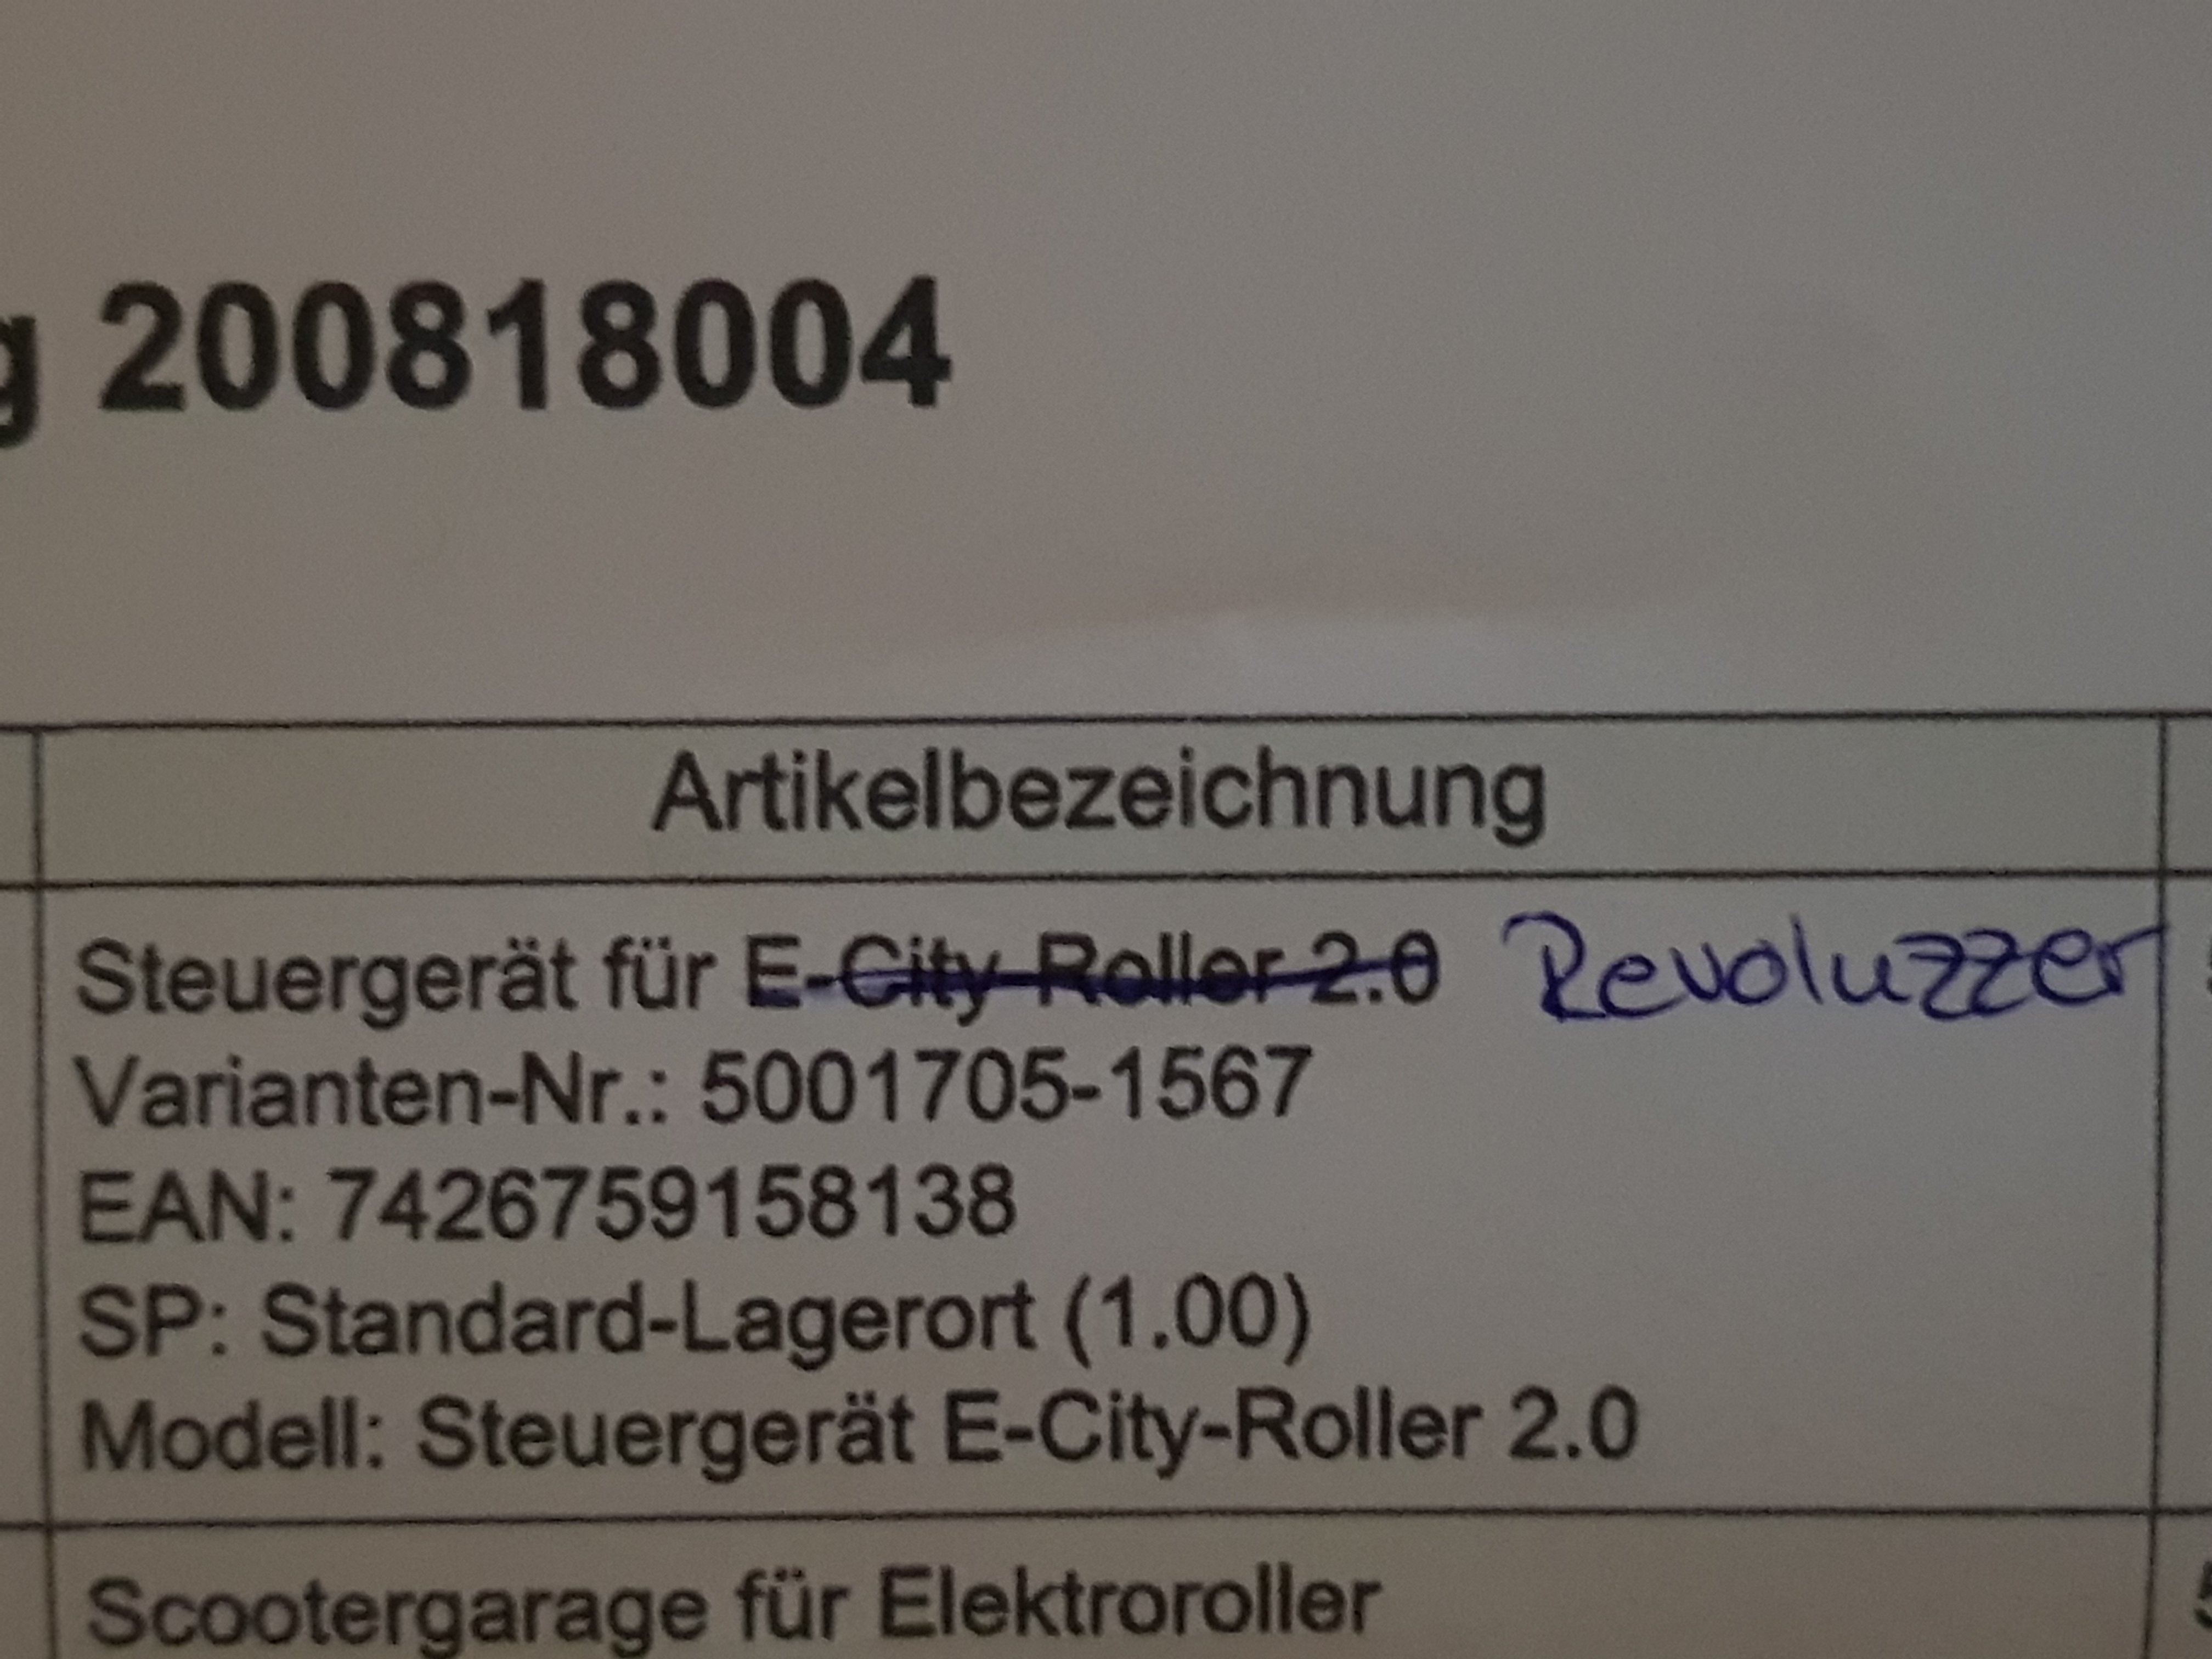 g 200818004
Artikelbezeichnung
Steuergerät für E-City-Roller 2.0 Revoluzzer
Varianten-Nr.: 5001705-1567
EAN: 7426759158138
SP: Standard-Lagerort (1.00)
Modell: Steuergerät E-City-Roller 2.0
Scootergarage für Elektroroller